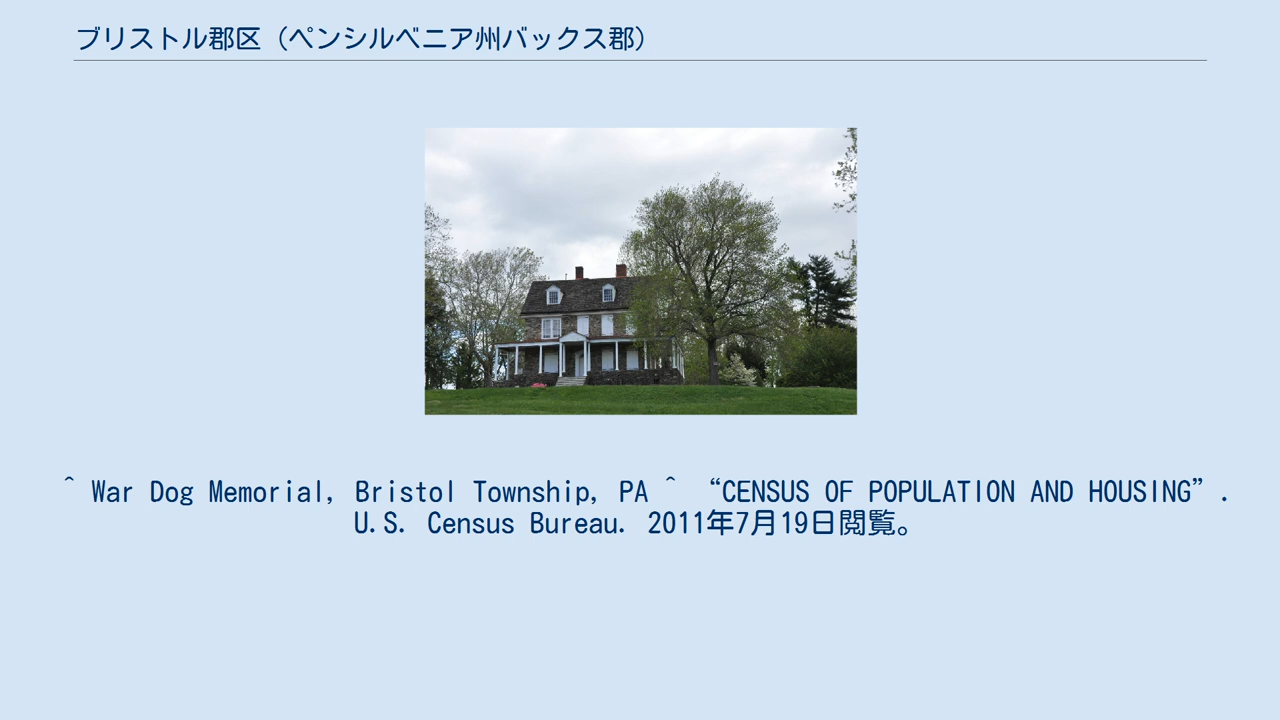 ブリストル郡区（ペンシルベニア州バックス郡）
^ War Dog Memorial, Bristol Township, PA ^ “CENSUS OF POPULATION AND HOUSING”.
U.S. Census Bureau. 2011年7月19日閲覧。